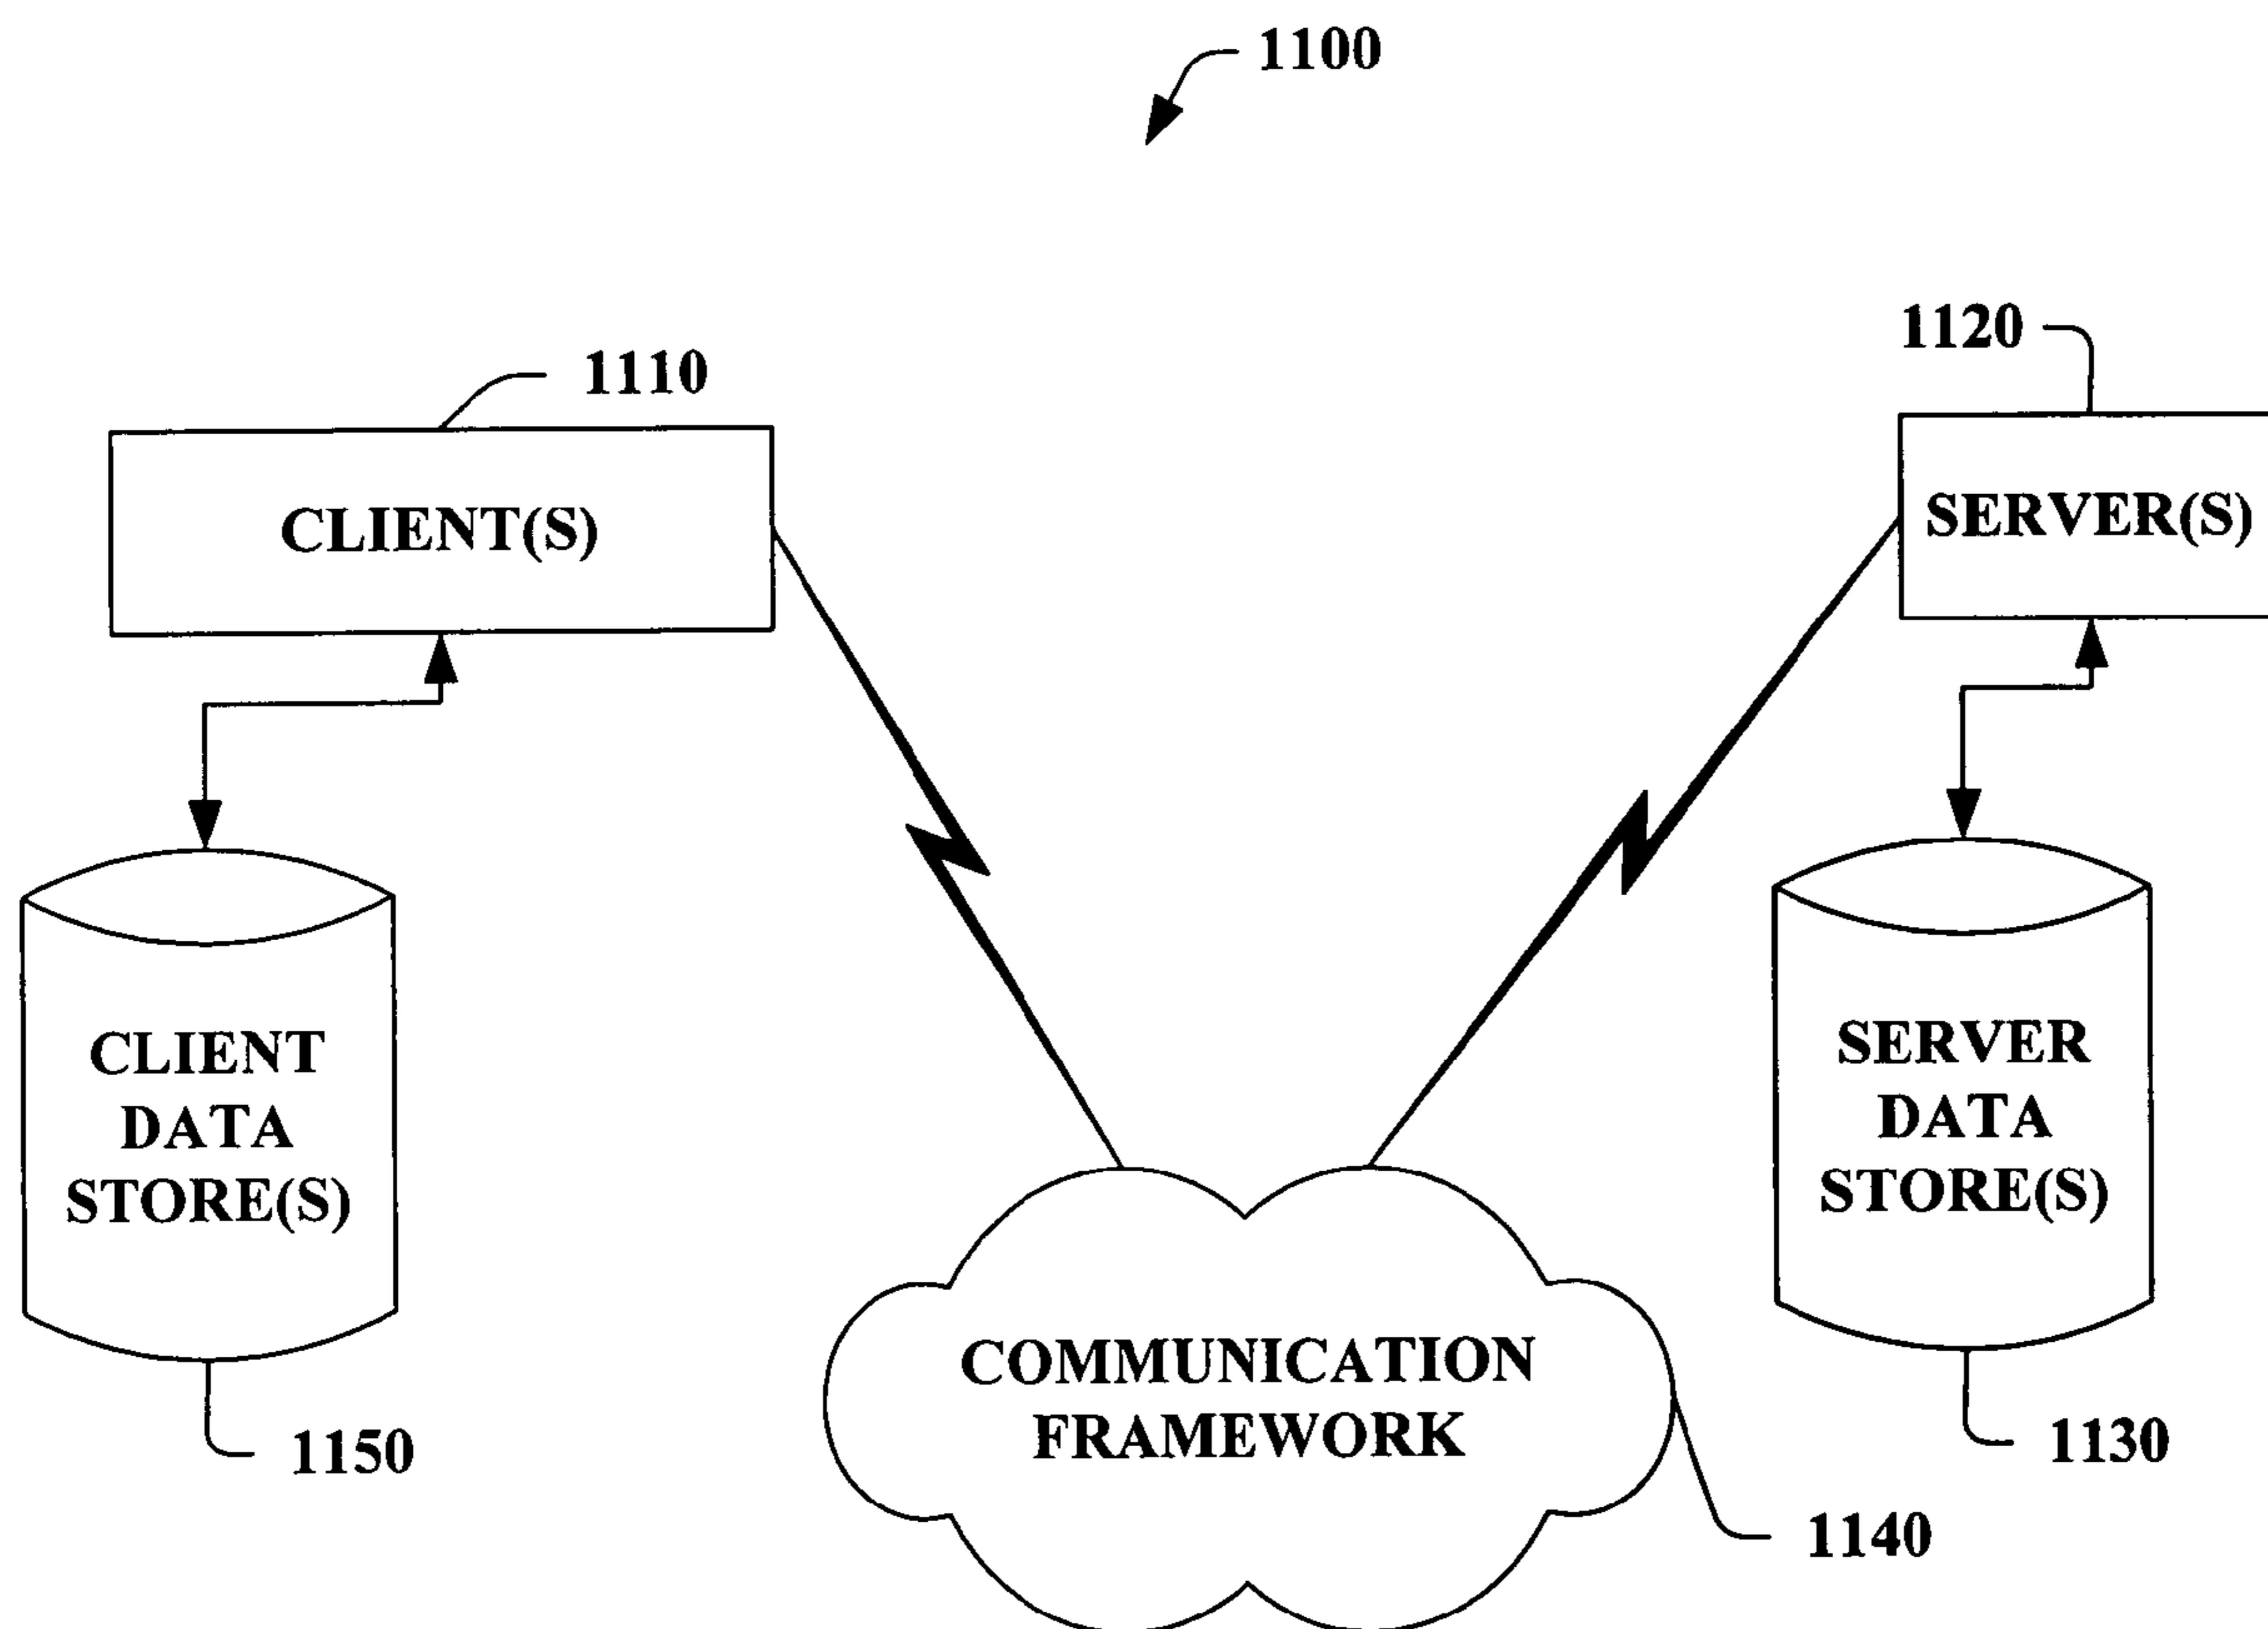 1100
1110
1120
CLIENT(S)
SERVER(S)
CLIENT
DATA
STORE(S)
SERVER
DATA
STORE(S)
COMMUNICATION
FRAMEWORK
1150
1130
1140